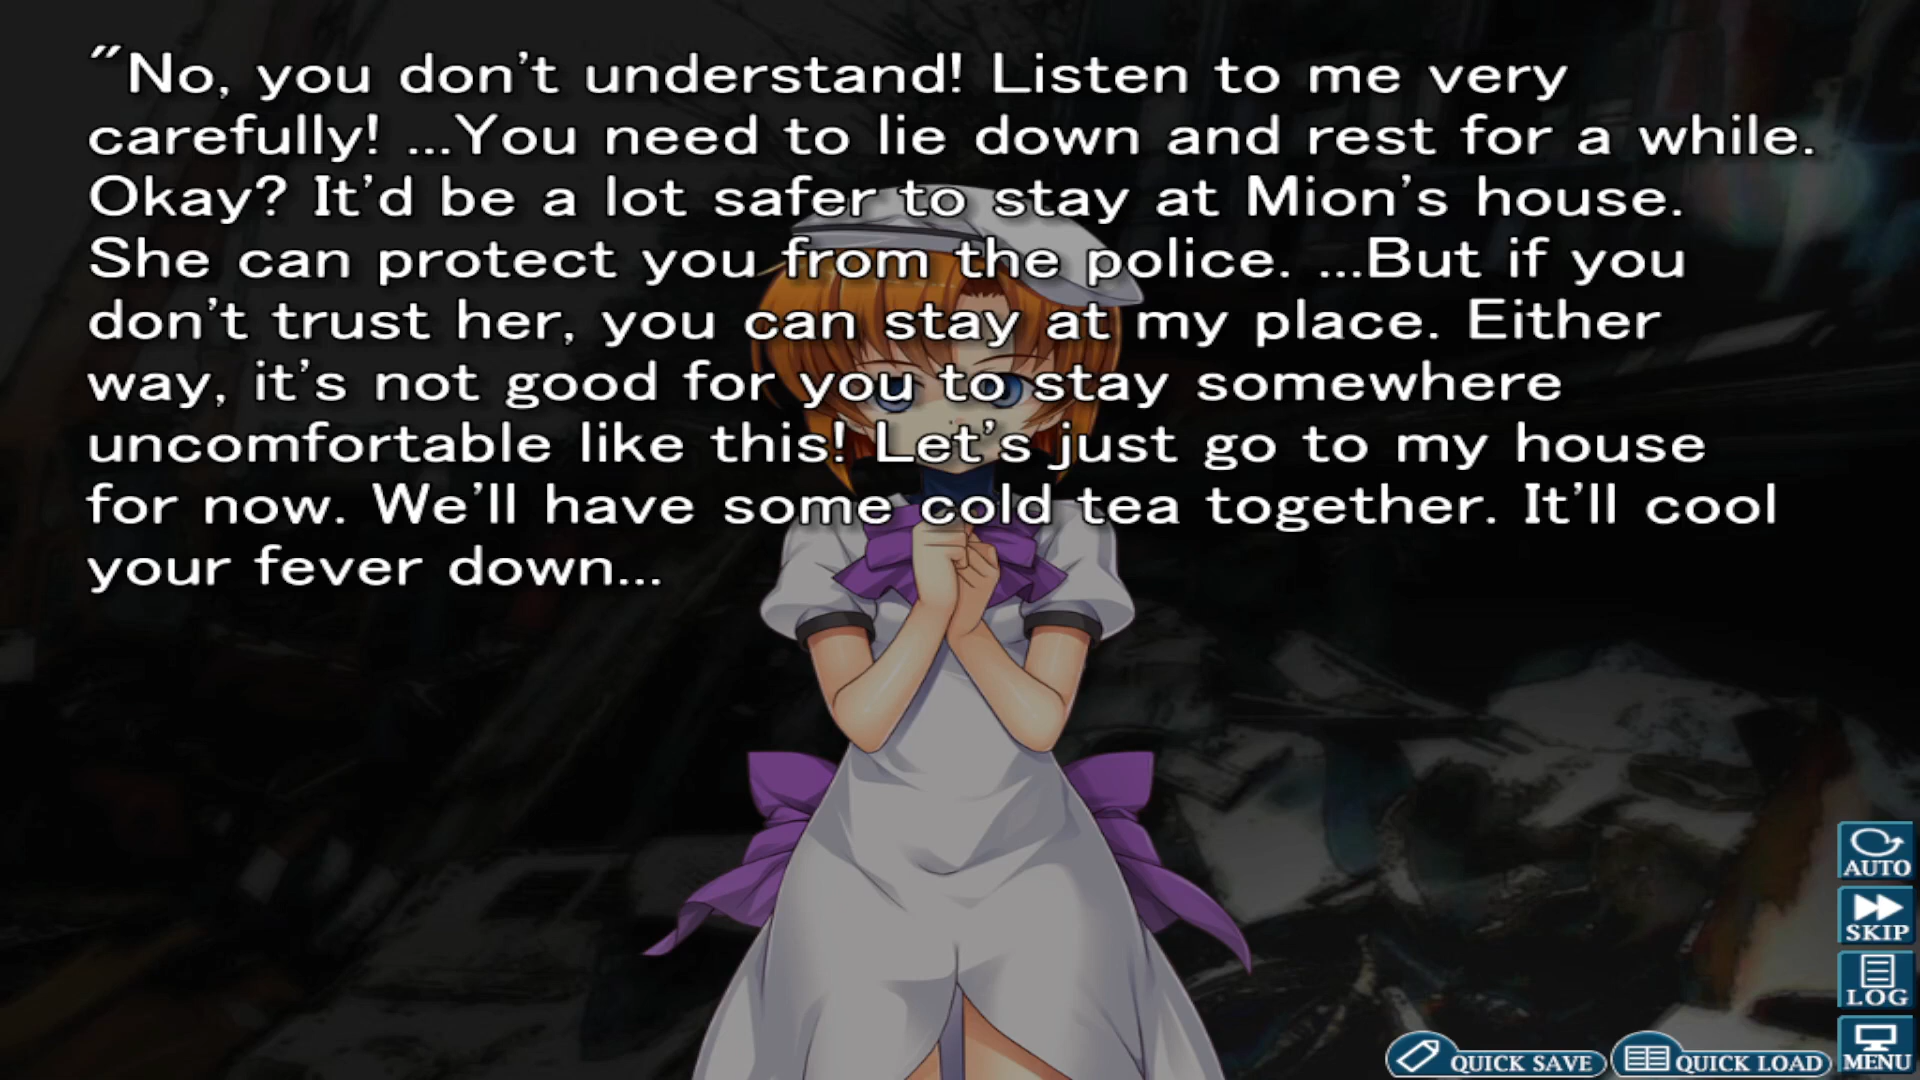 "No, you don't understand! Listen to me very
carefully! ...You need to lie down and rest for a while.
Okay? It'd be a lot safer to stay at Mion's house.
She can protect you from the police. ...But if you
don't trust her, you can stay at my place. Either
way, it's not good for you to stay somewhere
uncomfortable like this! Let's just go to my house
for now. We'll have some cold tea together. It'll cool
your fever down...
AUTO
SKIP
LOG
MENU
QUICK SAVE
QUICK LOAD